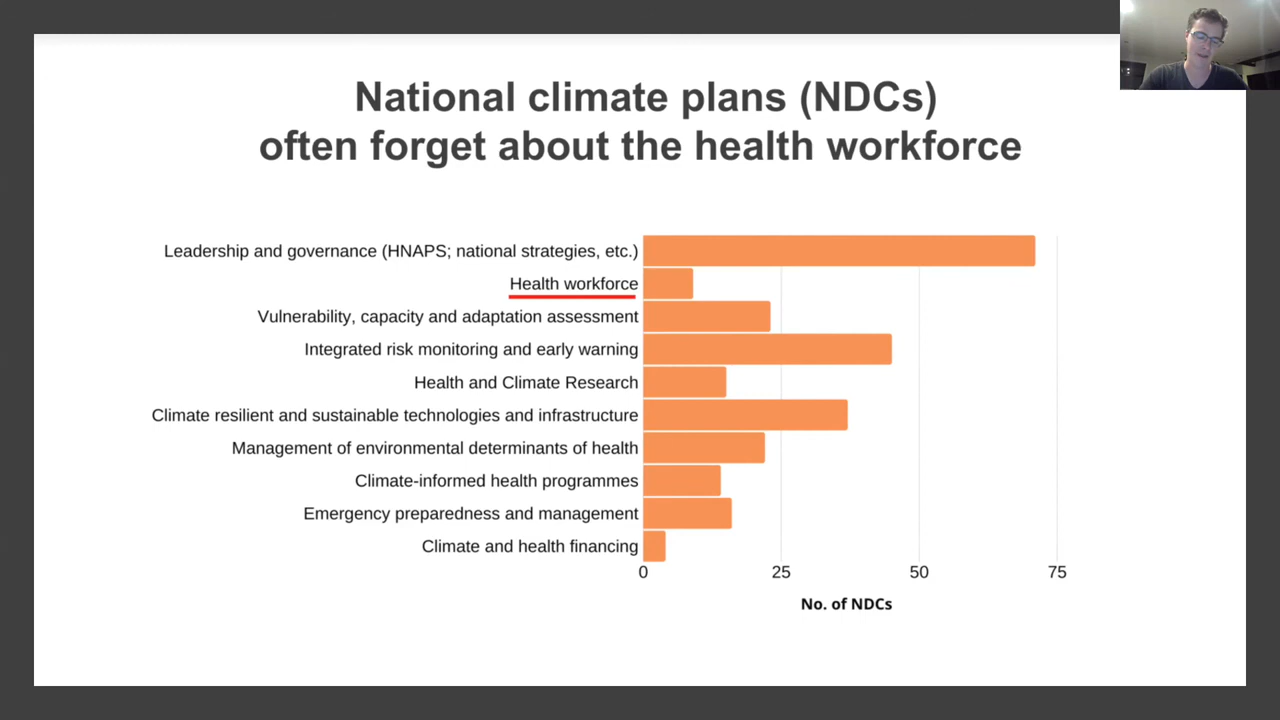 National climate plans (NDCs)
often forget about the health workforce
Leadership and governance (HNAPS; national strategies, etc.)
Health workforce
Vulnerability, capacity and adaptation assessment
Integrated risk monitoring and early warning
Health and Climate Research
Climate resilient and sustainable technologies and infrastructure
Management of environmental determinants of health
Climate-informed health programmes
Emergency preparedness and management
Climate and health financing
0 25 50 75
No. of NDCs